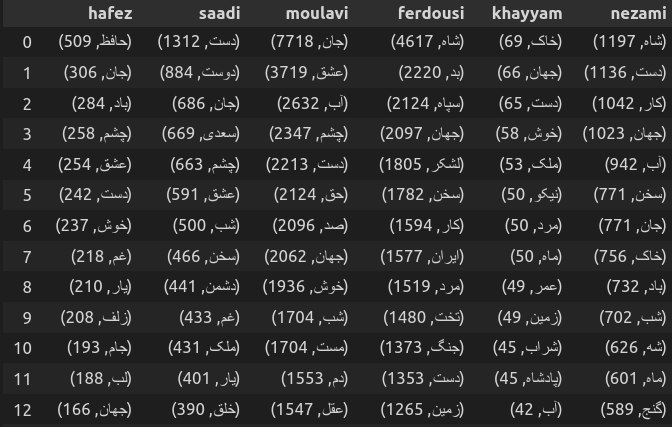 hafez saadi moulavi ferdousi khayyam nezami
0 (حافظ, 509) (دست, 1312) (جان, 7718) (شاه, 4617) (خاک, 69) (شاه, 1197)
1 (جان, 306) (دوست, 884) (عشق, 3719) (بد, 2220) (جهان, 66) (دست, 1136)
2 (باد, 284) (جان, 686) (آب, 2632) (سپاه, 2124) (دست, 65) (کار, 1042)
3 (چشم, 258) (سعدی, 669) (چشم, 2347) (جهان, 2097) (خوش, 58) (جهان, 1023)
4 (عشق, 254) (چشم, 663) (دست, 2213) (لشکر, 1805) (ملک, 53) (آب, 942)
5 (دست, 242) (عشق, 591) (حق, 2124) (سخن, 1782) (نیکو, 50) (سخن, 771)
6 (خوش, 237) (شب, 500) (صد, 2096) (کار, 1594) (مرد, 50) (جان, 771)
7 (غم, 218) (سخن, 466) (جهان, 2062) (ایران, 1577) (ماه, 50) (خاک, 756)
8 (یار, 210) (دشمن, 441) (خوش, 1936) (مرد, 1519) (عمر, 49) (باد, 732)
9 (زلف, 208) (غم, 433) (شب, 1704) (تخت, 1480) (زمین, 49) (شب, 702)
10 (جام, 193) (ملک, 431) (مست, 1704) (جنگ, 1373) (شراب, 45) (شه, 626)
11 (لب, 188) (یار, 401) (دم, 1553) (دست, 1353) (پادشاه, 45) (ماه, 601)
12 (جهان, 166) (خلق, 390) (عقل, 1547) (زمین, 1265) (آب, 42) (گنج, 589)